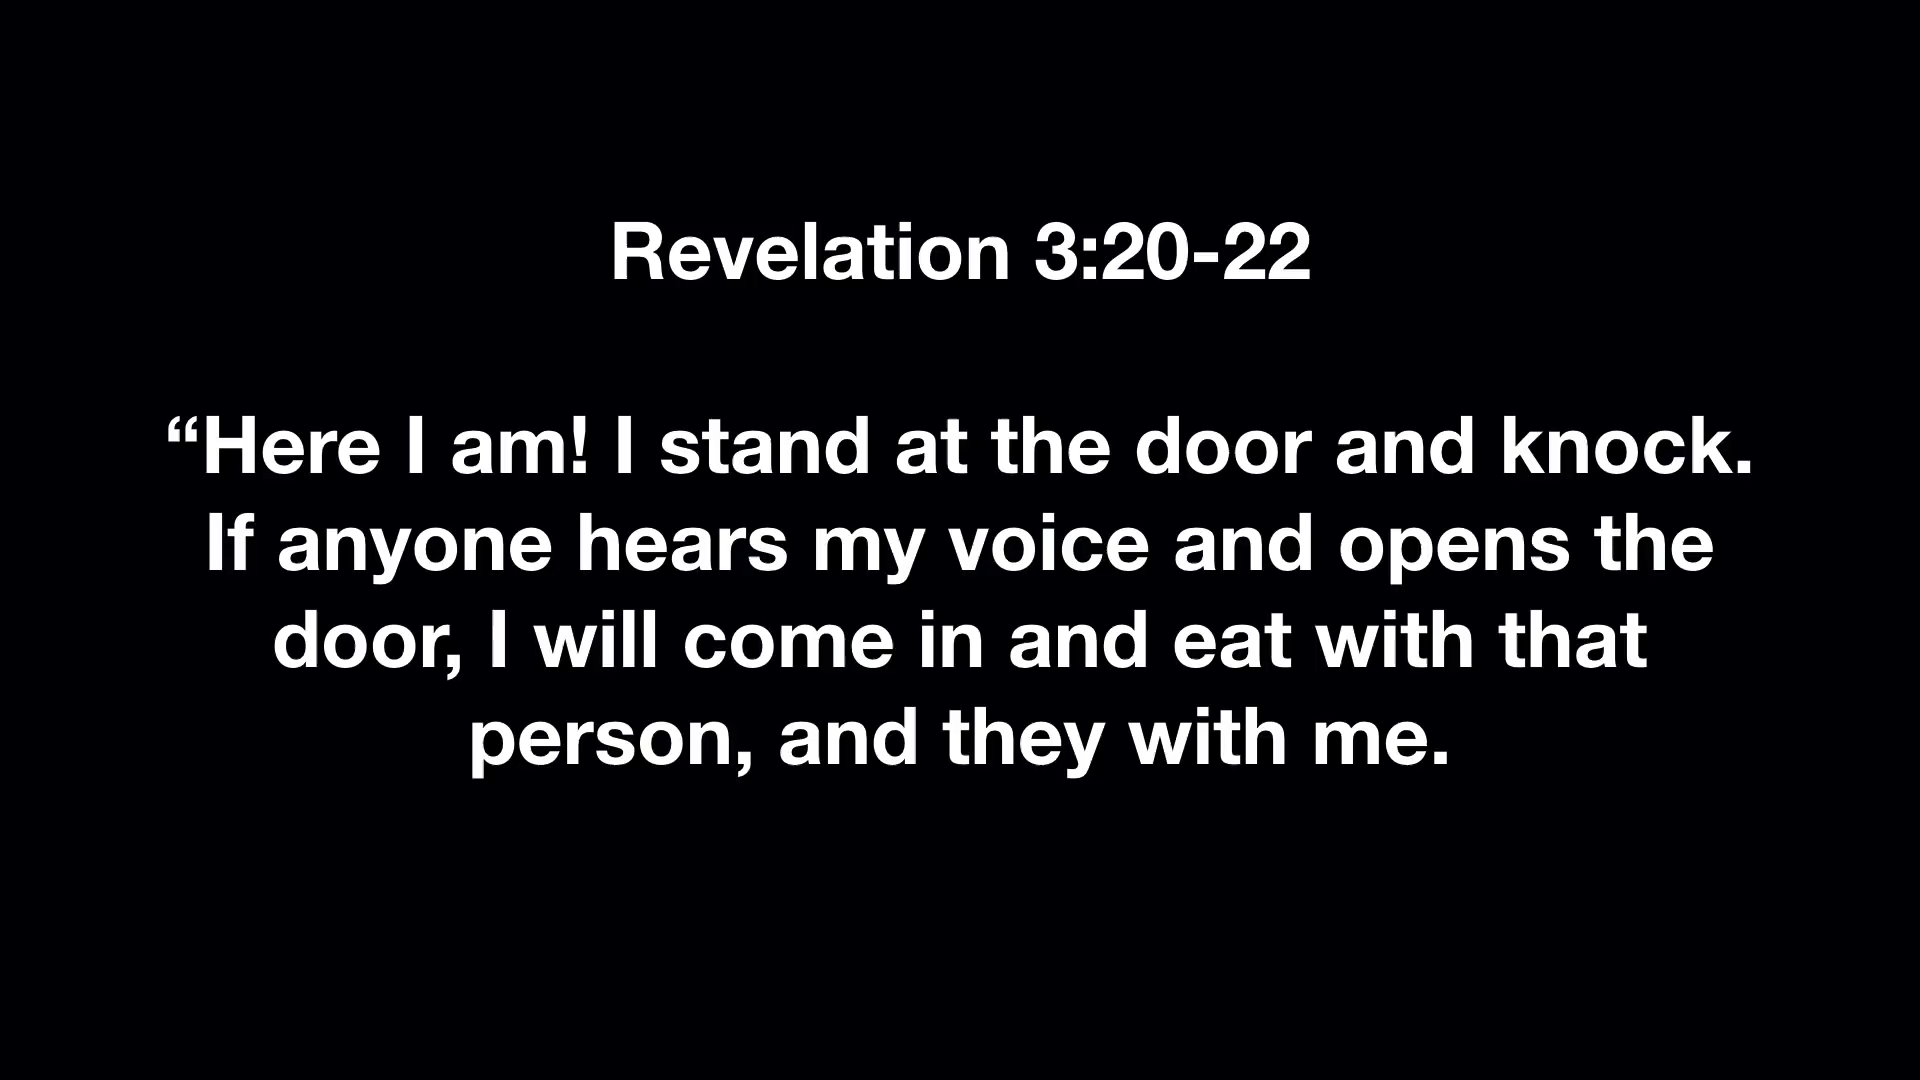 Revelation 3:20-22
“Here I am! I stand at the door and knock.
If anyone hears my voice and opens the
door, I will come in and eat with that
person, and they with me.